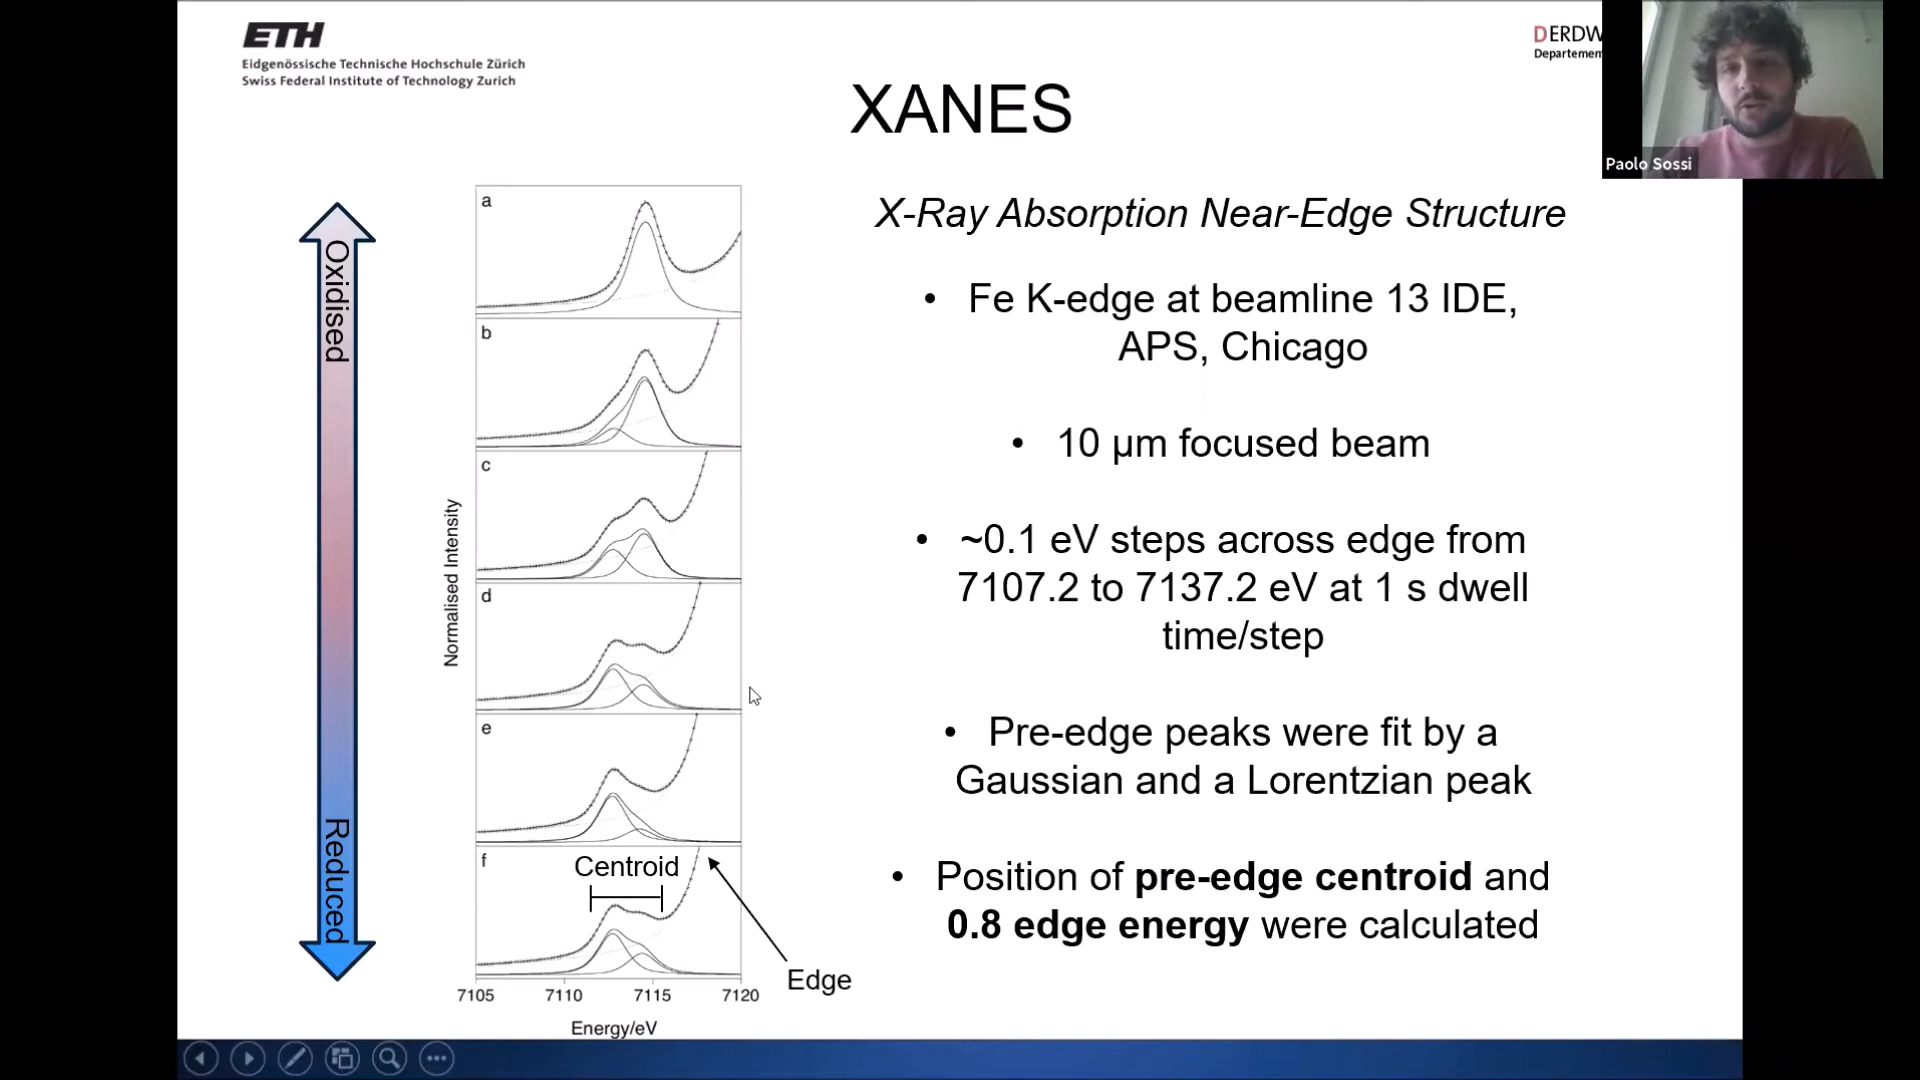 ETH
Eidgenössische Technische Hochschule Zürich
Swiss Federal Institute of Technology Zurich
DERDW
Departemen
Paolo Sossi
XANES
X-Ray Absorption Near-Edge Structure
• Fe K-edge at beamline 13 IDE,
APS, Chicago
• 10 µm focused beam
• ~0.1 eV steps across edge from
7107.2 to 7137.2 eV at 1 s dwell
time/step
• Pre-edge peaks were fit by a
Gaussian and a Lorentzian peak
• Position of pre-edge centroid and
0.8 edge energy were calculated
Oxidised
Reduced
Normalised Intensity
a
b
c
d
e
f
Centroid
Edge
7105 7110 7115 7120
Energy/eV